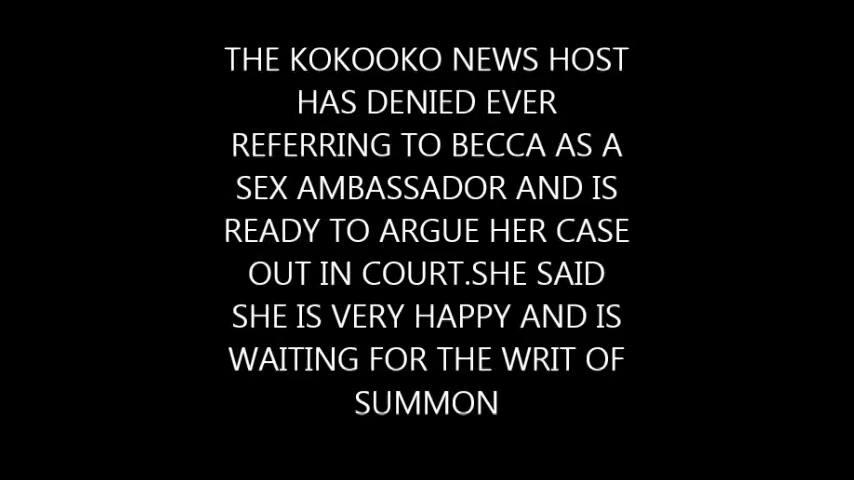 THE KOKOOKO NEWS HOST
HAS DENIED EVER
REFERRING TO BECCA AS A
SEX AMBASSADOR AND IS
READY TO ARGUE HER CASE
OUT IN COURT.SHE SAID
SHE IS VERY HAPPY AND IS
WAITING FOR THE WRIT OF
SUMMON